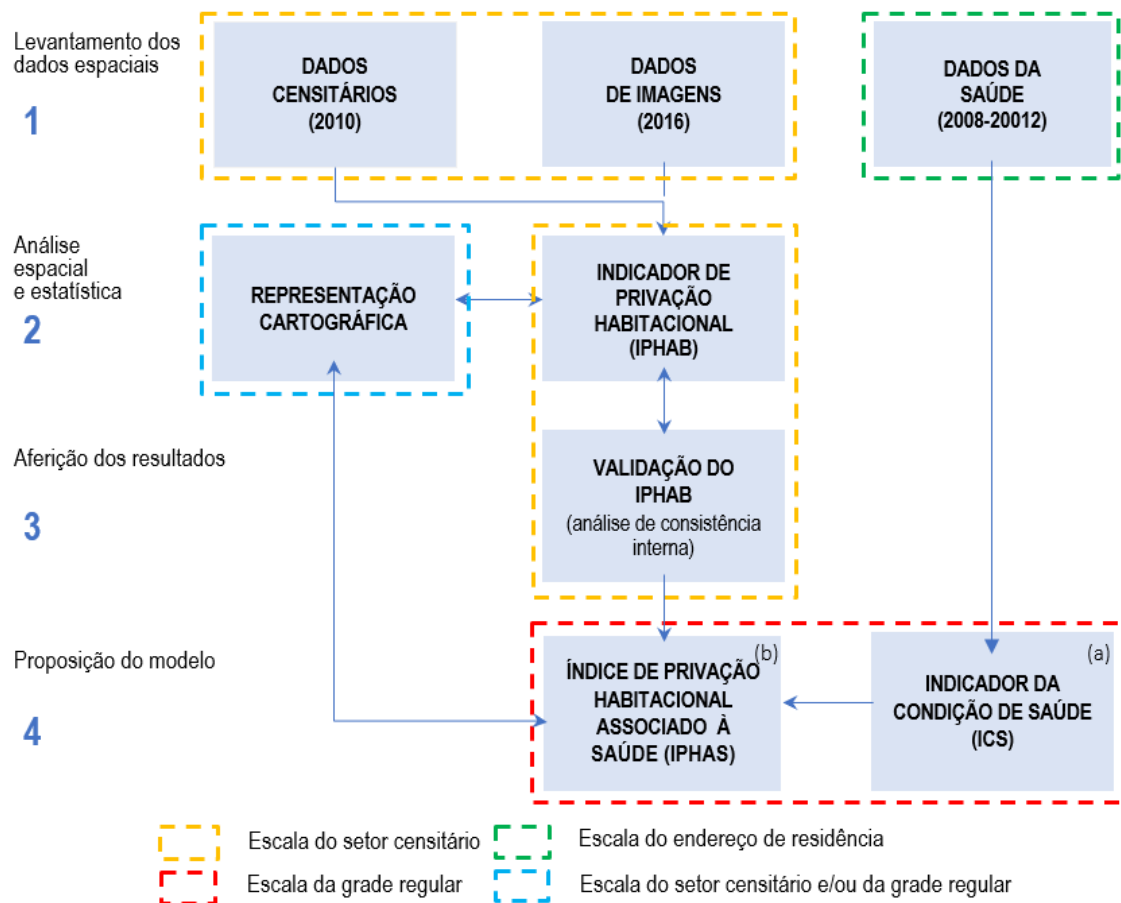 Levantamento dos
dados espaciais
1
DADOS
CENSITÁRIOS
(2010)
DADOS
DE IMAGENS
(2016)
DADOS DA
SAÚDE
(2008-20012)
Análise
espacial
e estatística
2
REPRESENTAÇÃO
CARTOGRÁFICA
INDICADOR DE
PRIVAÇÃO
HABITACIONAL
(IPHAB)
Aferição dos resultados
3
VALIDAÇÃO DO
IPHAB
(análise de consistência
interna)
Proposição do modelo
4
(b)
ÍNDICE DE PRIVAÇÃO
HABITACIONAL
ASSOCIADO À
SAÚDE (IPHAS)
(a)
INDICADOR DA
CONDIÇÃO DE SAÚDE
(ICS)
Escala do setor censitário
Escala do endereço de residência
Escala da grade regular
Escala do setor censitário e/ou da grade regular